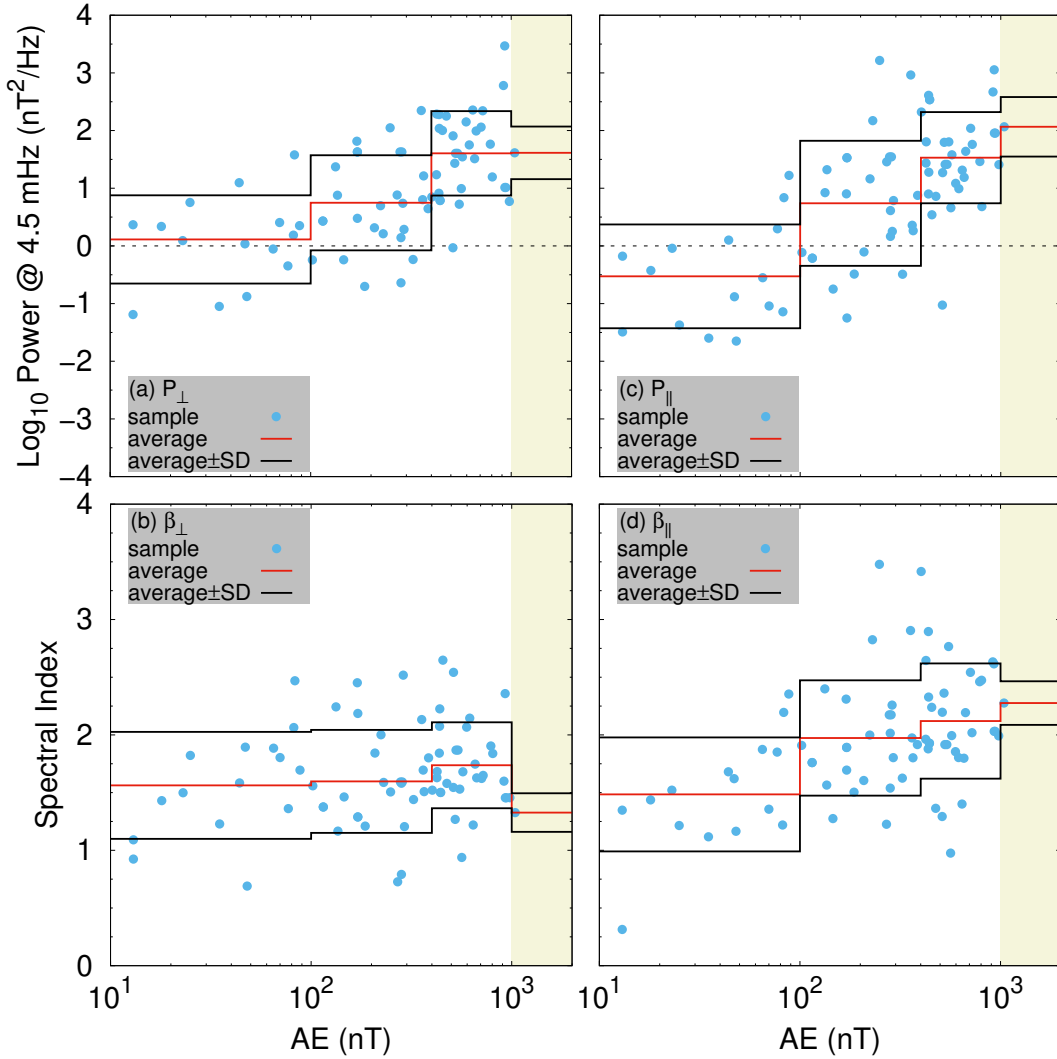 Log10 Power @ 4.5 mHz (nT²/Hz)
4
3
2
1
0
−1
−2
−3
−4
(a) P⊥
sample
average
average±SD
(c) P∥
sample
average
average±SD
Spectral Index
4
3
2
1
0
(b) β⊥
sample
average
average±SD
(d) β∥
sample
average
average±SD
10¹ 10² 10³ 10¹ 10² 10³
AE (nT) AE (nT)